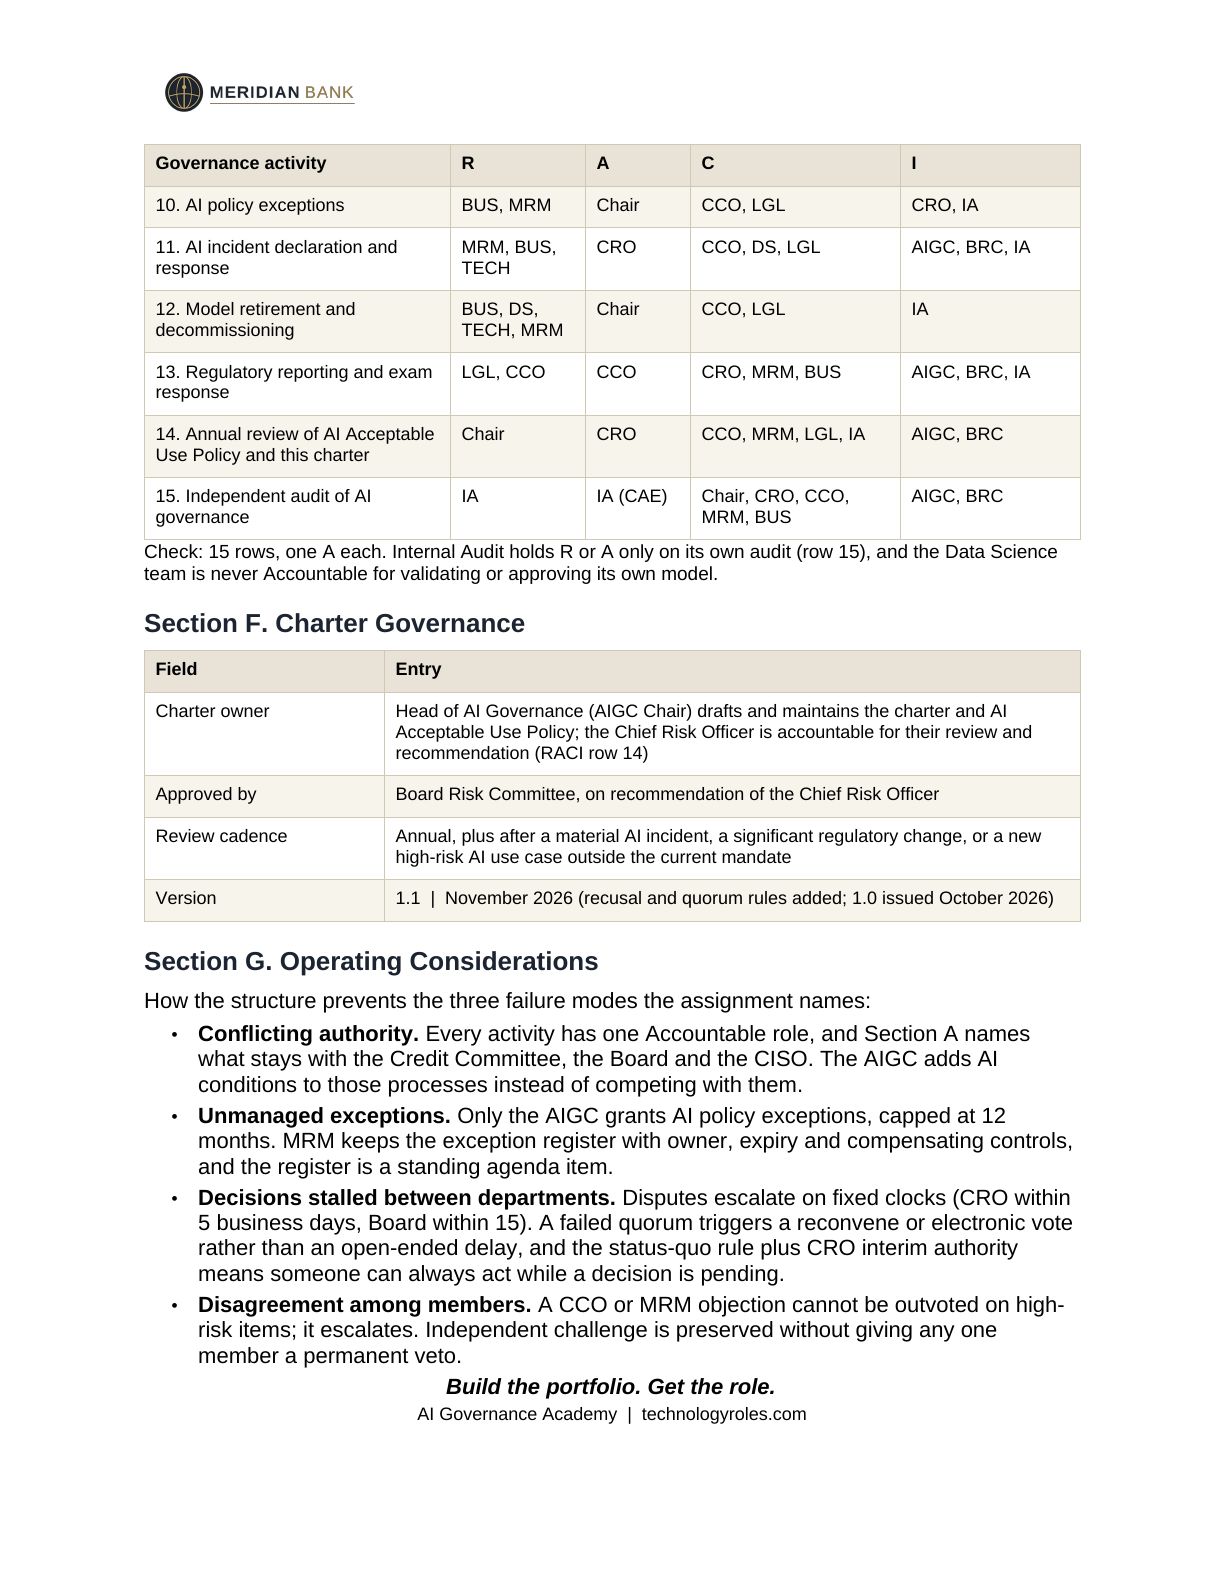 MERIDIAN BANK
Governance activity R A C I
10. AI policy exceptions BUS, MRM Chair CCO, LGL CRO, IA
11. AI incident declaration and response MRM, BUS, TECH CRO CCO, DS, LGL AIGC, BRC, IA
12. Model retirement and decommissioning BUS, DS, TECH, MRM Chair CCO, LGL IA
13. Regulatory reporting and exam response LGL, CCO CCO CRO, MRM, BUS AIGC, BRC, IA
14. Annual review of AI Acceptable Use Policy and this charter Chair CRO CCO, MRM, LGL, IA AIGC, BRC
15. Independent audit of AI governance IA IA (CAE) Chair, CRO, CCO, MRM, BUS AIGC, BRC
Check: 15 rows, one A each. Internal Audit holds R or A only on its own audit (row 15), and the Data Science
team is never Accountable for validating or approving its own model.
Section F. Charter Governance
Field Entry
Charter owner Head of AI Governance (AIGC Chair) drafts and maintains the charter and AI
Acceptable Use Policy; the Chief Risk Officer is accountable for their review and
recommendation (RACI row 14)
Approved by Board Risk Committee, on recommendation of the Chief Risk Officer
Review cadence Annual, plus after a material AI incident, a significant regulatory change, or a new
high-risk AI use case outside the current mandate
Version 1.1 | November 2026 (recusal and quorum rules added; 1.0 issued October 2026)
Section G. Operating Considerations
How the structure prevents the three failure modes the assignment names:
• Conflicting authority. Every activity has one Accountable role, and Section A names
what stays with the Credit Committee, the Board and the CISO. The AIGC adds AI
conditions to those processes instead of competing with them.
• Unmanaged exceptions. Only the AIGC grants AI policy exceptions, capped at 12
months. MRM keeps the exception register with owner, expiry and compensating controls,
and the register is a standing agenda item.
• Decisions stalled between departments. Disputes escalate on fixed clocks (CRO within
5 business days, Board within 15). A failed quorum triggers a reconvene or electronic vote
rather than an open-ended delay, and the status-quo rule plus CRO interim authority
means someone can always act while a decision is pending.
• Disagreement among members. A CCO or MRM objection cannot be outvoted on high-
risk items; it escalates. Independent challenge is preserved without giving any one
member a permanent veto.
Build the portfolio. Get the role.
AI Governance Academy | technologyroles.com